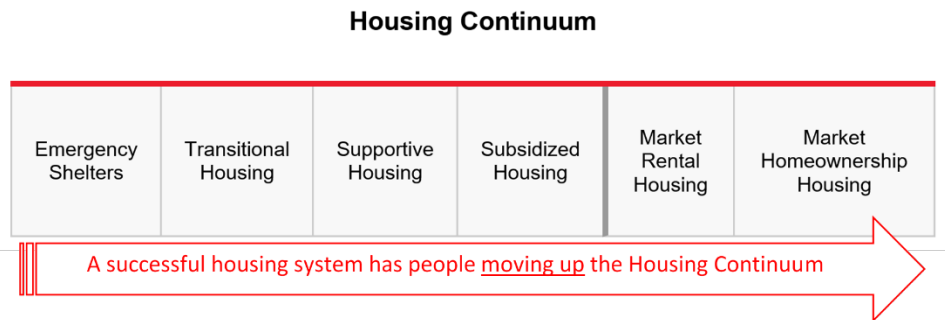 Housing Continuum
Emergency
Shelters
Transitional
Housing
Supportive
Housing
Subsidized
Housing
Market
Rental
Housing
Market
Homeownership
Housing
A successful housing system has people moving up the Housing Continuum